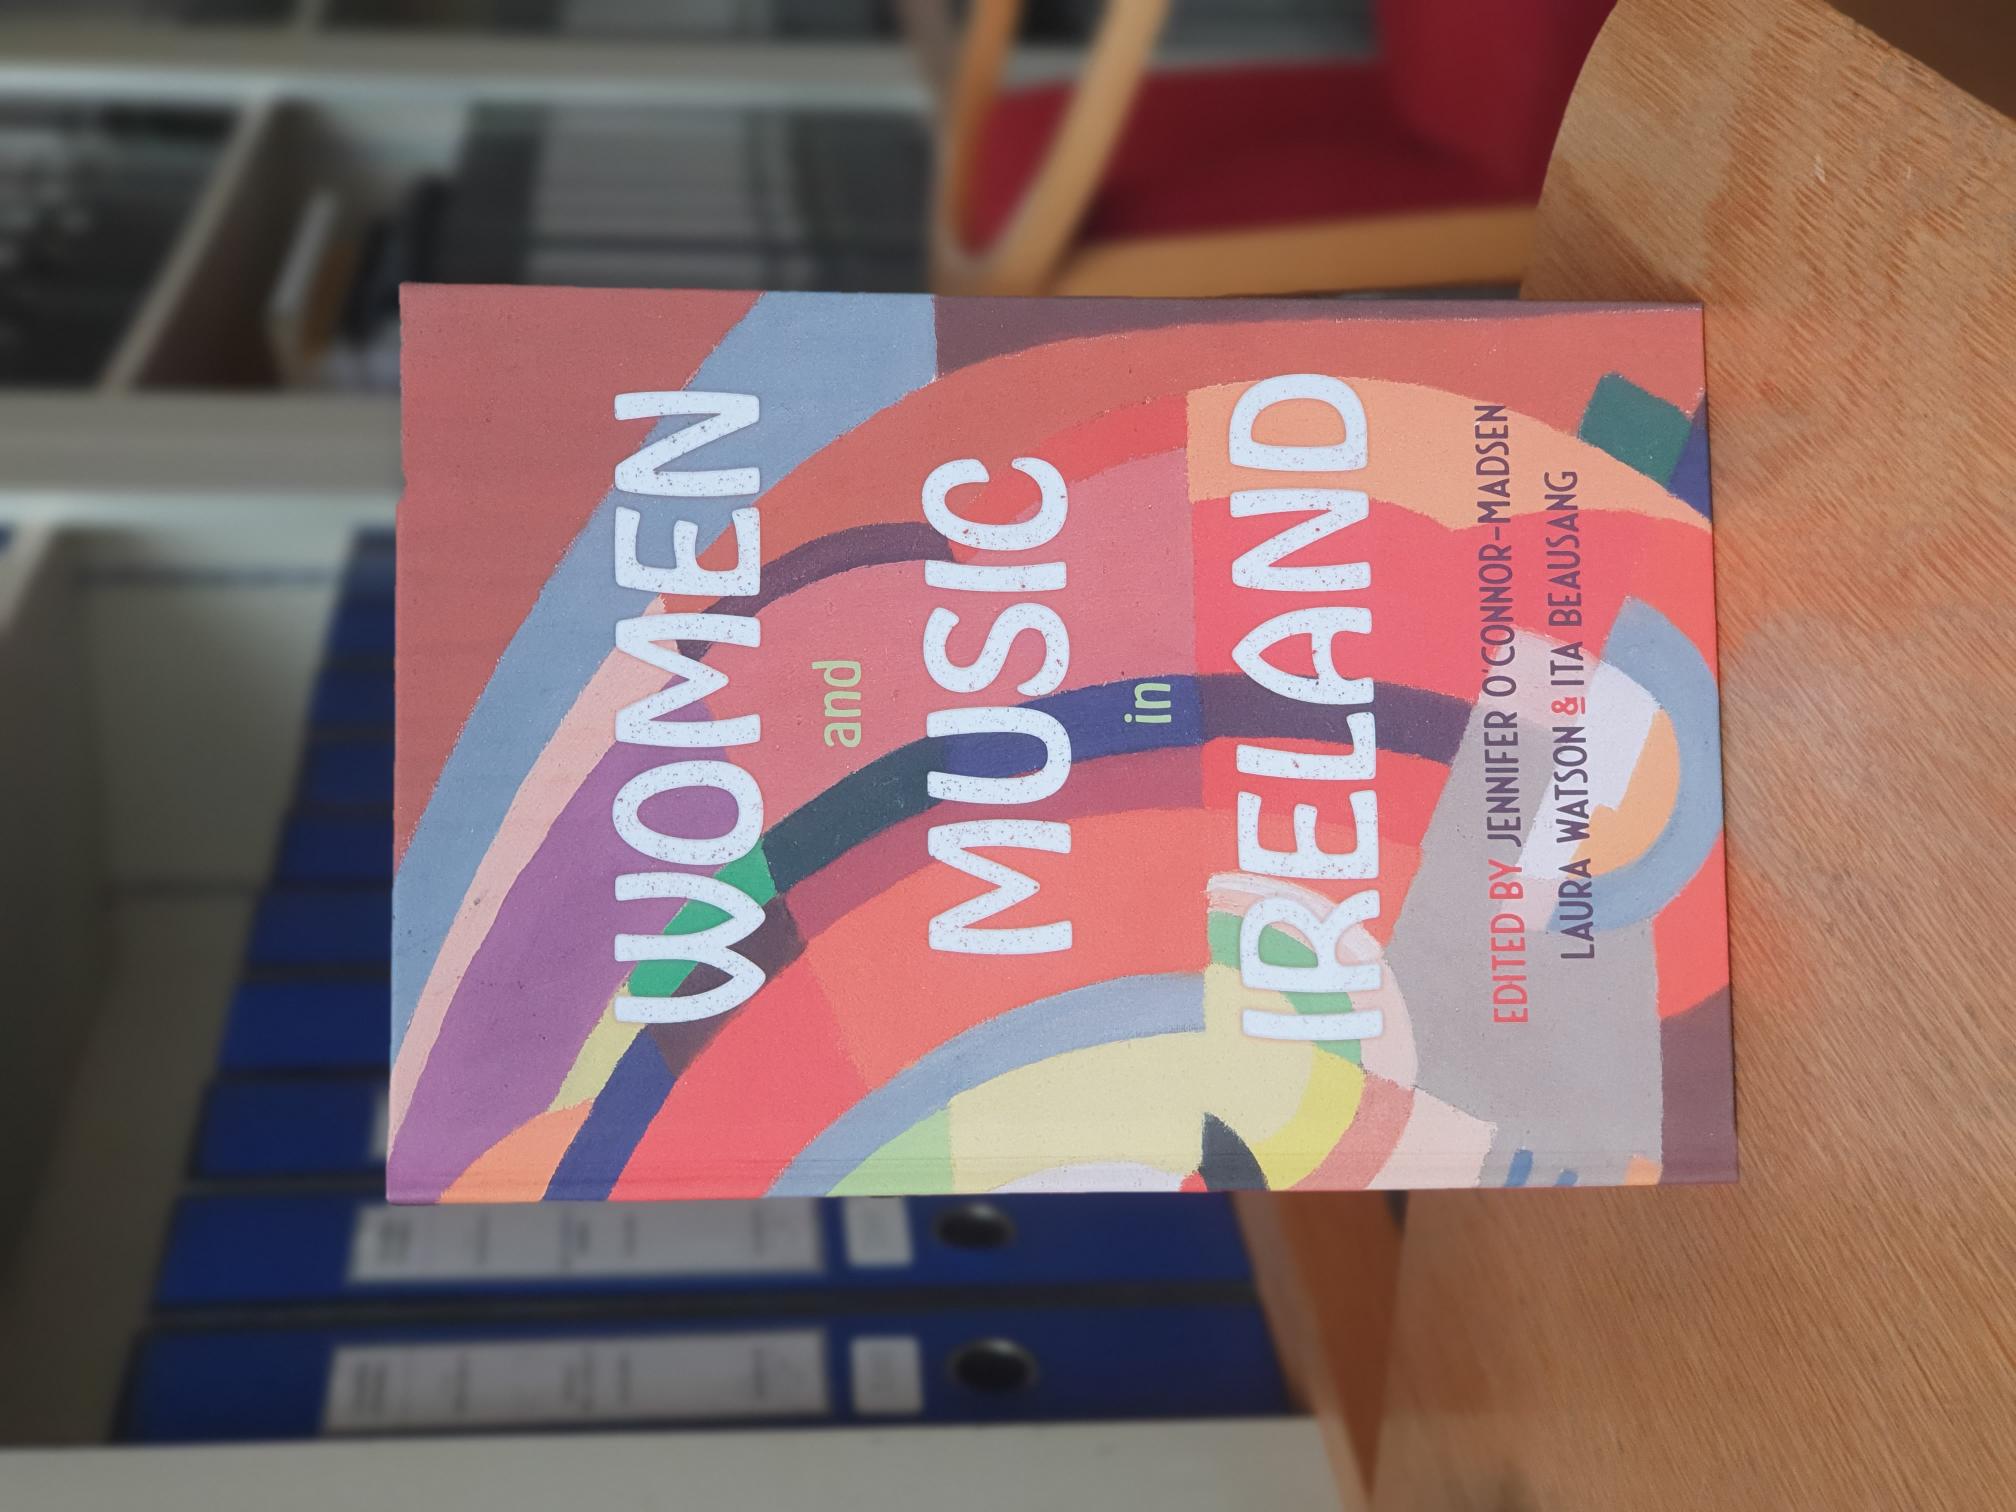 WOMEN
and
MUSIC
in
IRELAND
EDITED BY JENNIFER O'CONNOR-MADSEN
LAURA WATSON & ITA BEAUSANG